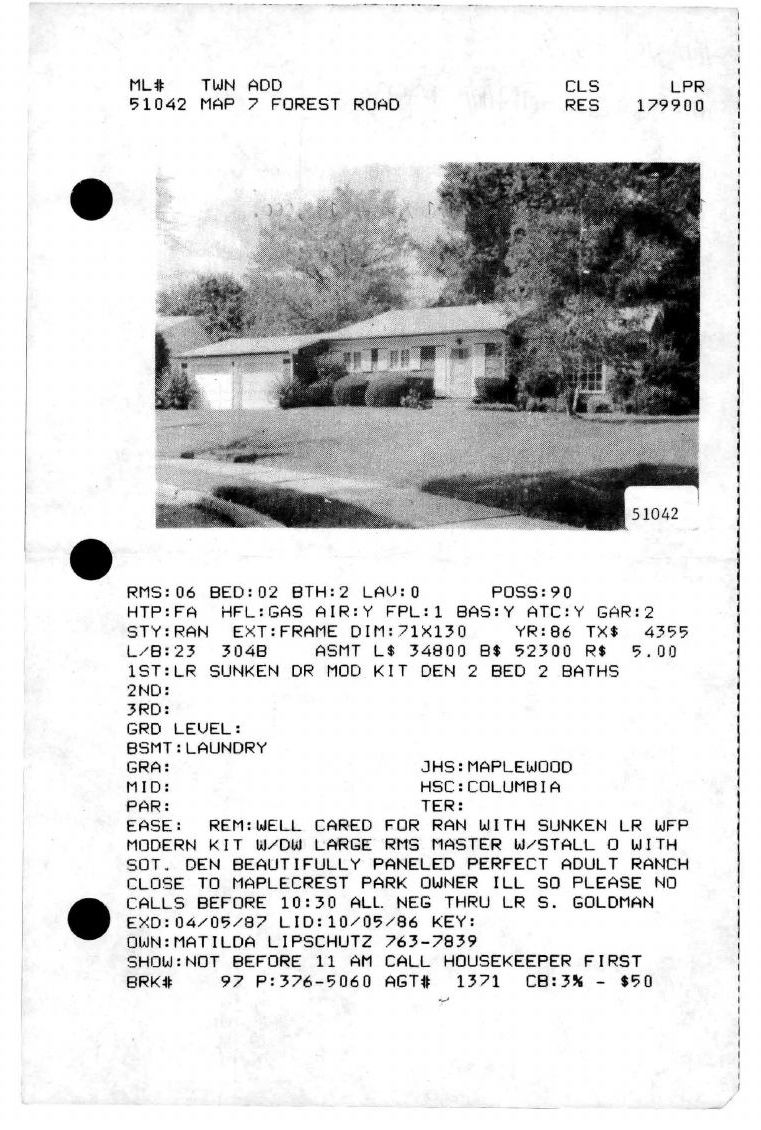 ML# TWN ADD CLS LPR
51042 MAP 7 FOREST ROAD RES 179900
51042
RMS:06 BED:02 BTH:2 LAV:0 POSS:90
HTP:FA HFL:GAS AIR:Y FPL:1 BAS:Y ATC:Y GAR:2
STY:RAN EXT:FRAME DIM:71X130 YR:86 TX$ 4355
L/B:23 304B ASMT L$ 34800 B$ 52300 R$ 5.00
1ST:LR SUNKEN DR MOD KIT DEN 2 BED 2 BATHS
2ND:
3RD:
GRD LEVEL:
BSMT:LAUNDRY
GRA: JHS:MAPLEWOOD
MID: HSC:COLUMBIA
PAR: TER:
EASE: REM:WELL CARED FOR RAN WITH SUNKEN LR WFP
MODERN KIT W/DW LARGE RMS MASTER W/STALL O WITH
SOT. DEN BEAUTIFULLY PANELED PERFECT ADULT RANCH
CLOSE TO MAPLECREST PARK OWNER ILL SO PLEASE NO
CALLS BEFORE 10:30 ALL NEG THRU LR S. GOLDMAN
EXD:04/05/87 LID:10/05/86 KEY:
OWN:MATILDA LIPSCHUTZ 763-7839
SHOW:NOT BEFORE 11 AM CALL HOUSEKEEPER FIRST
BRK# 97 P:376-5060 AGT# 1371 CB:3% - $50